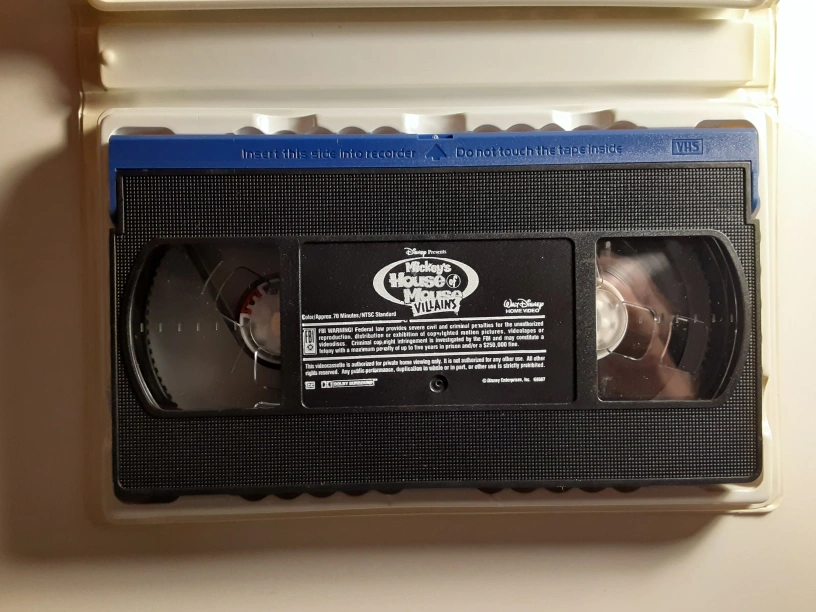 Insert this side into recorder Do not touch the tape inside VHS
Disney Presents
Mickey's
House of
Mouse
VILLAINS
Color/Approx. 70 Minutes/NTSC Standard
Walt Disney
HOME VIDEO
FBI WARNING! Federal law provides severe civil and criminal penalties for the unauthorized
reproduction, distribution or exhibition of copyrighted motion pictures, videotapes or
videodiscs. Criminal copyright infringement is investigated by the FBI and may constitute a
felony with a maximum penalty of up to five years in prison and/or a $250,000 fine.
This videocassette is authorized for private home viewing only. It is not authorized for any other use. All other
rights reserved. Any public performance, duplication in whole or in part, or other use is strictly prohibited.
CC DOLBY SURROUND
© Disney Enterprises, Inc.